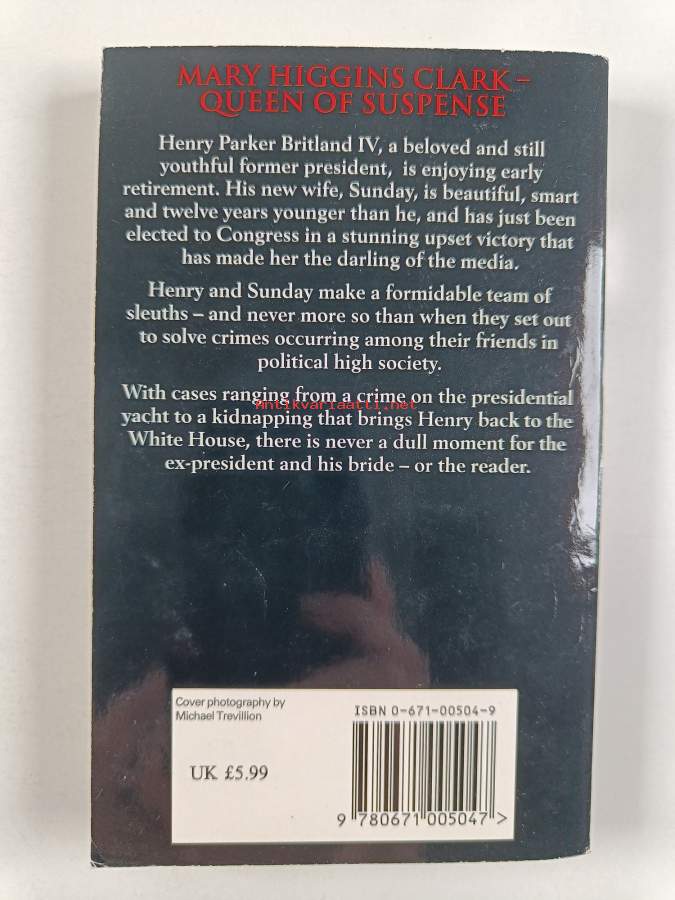 MARY HIGGINS CLARK –
QUEEN OF SUSPENSE
Henry Parker Britland IV, a beloved and still
youthful former president, is enjoying early
retirement. His new wife, Sunday, is beautiful, smart
and twelve years younger than he, and has just been
elected to Congress in a stunning upset victory that
has made her the darling of the media.
Henry and Sunday make a formidable team of
sleuths – and never more so than when they set out
to solve crimes occurring among their friends in
political high society.
With cases ranging from a crime on the presidential
Antikvariaatti.net
yacht to a kidnapping that brings Henry back to the
White House, there is never a dull moment for the
ex-president and his bride – or the reader.
Cover photography by
Michael Trevillion
ISBN 0-671-00504-9
UK £5.99
9 780671 005047 >